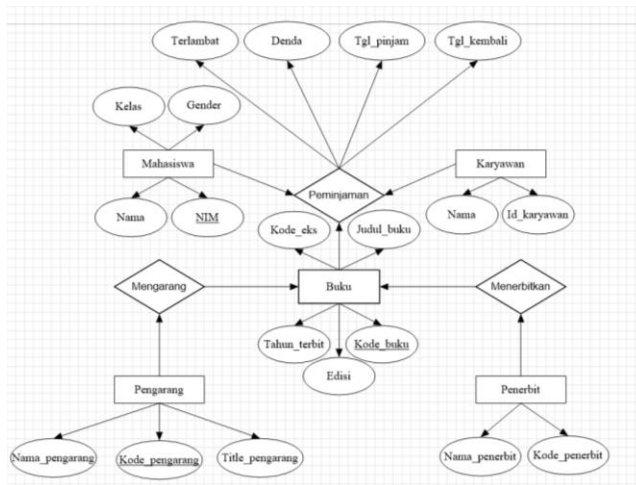 Terlambat
Denda
Tgl_pinjam
Tgl_kembali
Kelas
Gender
Mahasiswa
Karyawan
Peminjaman
Nama
NIM
Nama
Id_karyawan
Kode_eks
Judul_buku
Mengarang
Buku
Menerbitkan
Tahun_terbit
Kode_buku
Edisi
Pengarang
Penerbit
Nama_pengarang
Kode_pengarang
Title_pengarang
Nama_penerbit
Kode_penerbit